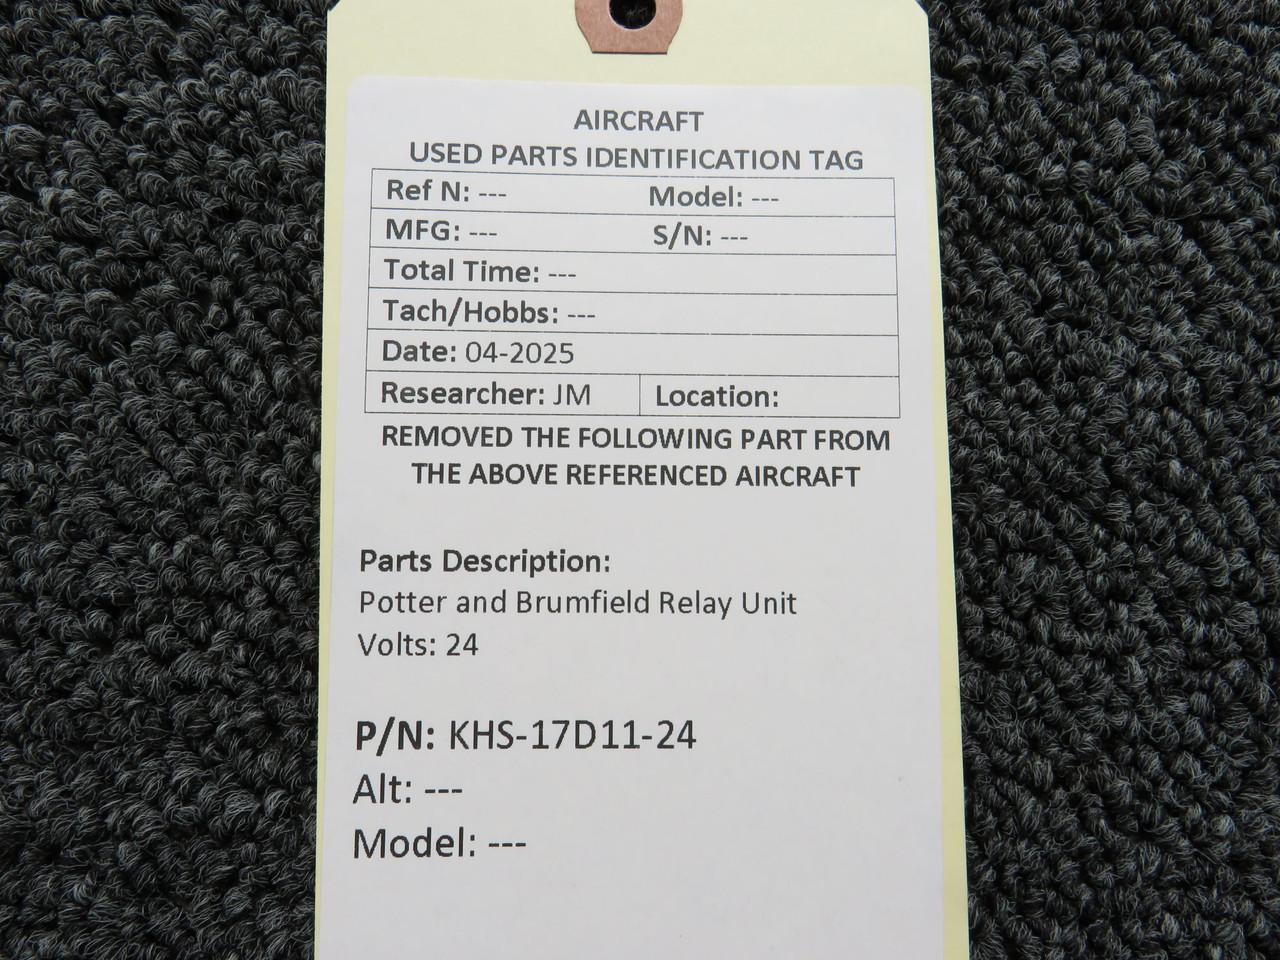 AIRCRAFT
USED PARTS IDENTIFICATION TAG
Ref N: --- Model: ---
MFG: --- S/N: ---
Total Time: ---
Tach/Hobbs: ---
Date: 04-2025
Researcher: JM Location:
REMOVED THE FOLLOWING PART FROM
THE ABOVE REFERENCED AIRCRAFT
Parts Description:
Potter and Brumfield Relay Unit
Volts: 24
P/N: KHS-17D11-24
Alt: ---
Model: ---